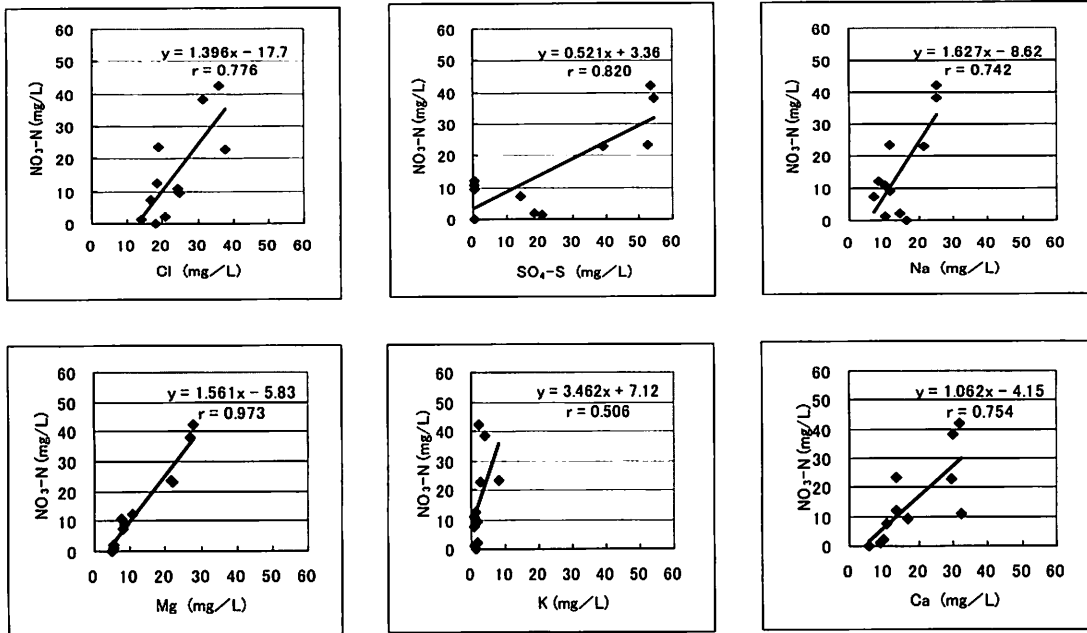 60
50
40
30
20
10
0
NO₃-N (mg/L)
y = 1.396x - 17.7
r = 0.776
0 10 20 30 40 50 60
Cl (mg/L)
60
50
40
30
20
10
0
NO₃-N (mg/L)
y = 0.521x + 3.36
r = 0.820
0 10 20 30 40 50 60
SO₄-S (mg/L)
60
50
40
30
20
10
0
NO₃-N (mg/L)
y = 1.627x - 8.62
r = 0.742
0 10 20 30 40 50 60
Na (mg/L)
60
50
40
30
20
10
0
NO₃-N (mg/L)
y = 1.561x - 5.83
r = 0.973
0 10 20 30 40 50 60
Mg (mg/L)
60
50
40
30
20
10
0
NO₃-N (mg/L)
y = 3.462x + 7.12
r = 0.506
0 10 20 30 40 50 60
K (mg/L)
60
50
40
30
20
10
0
NO₃-N (mg/L)
y = 1.062x - 4.15
r = 0.754
0 10 20 30 40 50 60
Ca (mg/L)